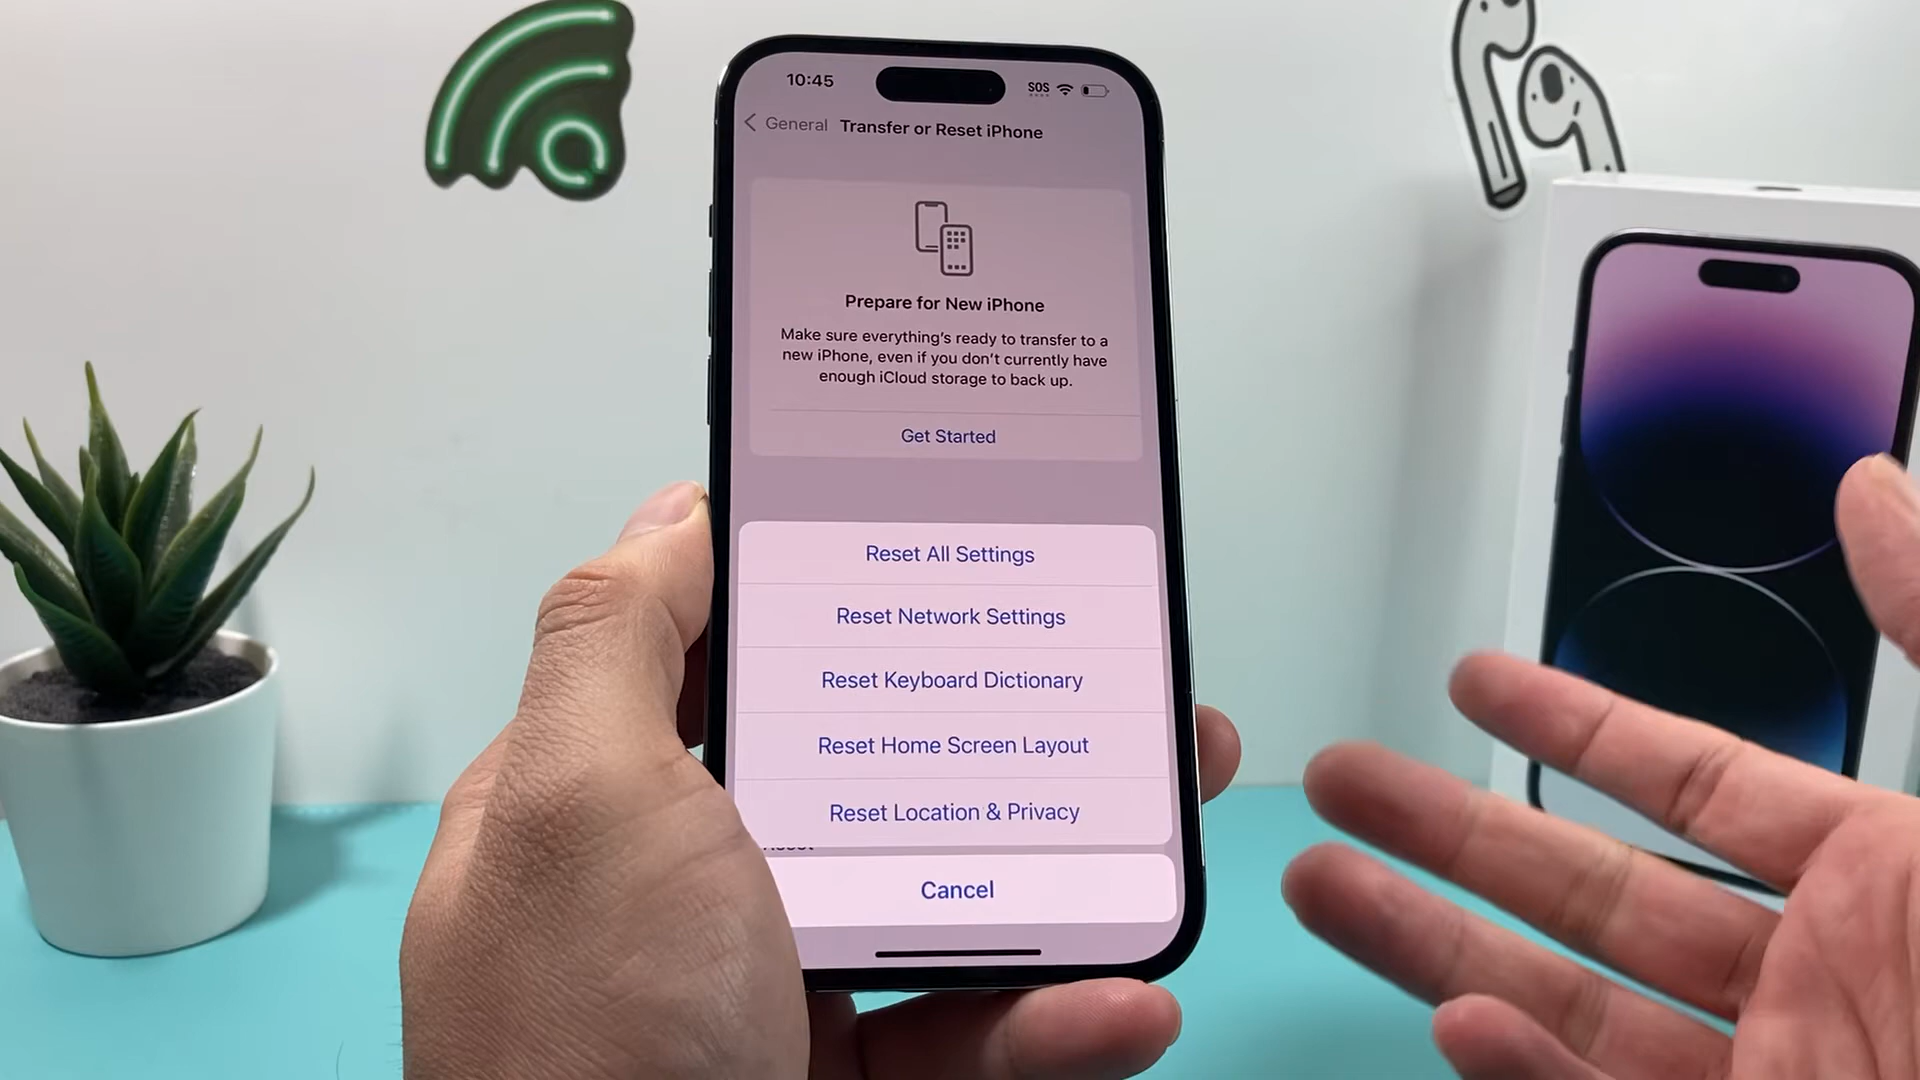 10:45
SOS
General
Transfer or Reset iPhone
Prepare for New iPhone
Make sure everything's ready to transfer to a
new iPhone, even if you don't currently have
enough iCloud storage to back up.
Get Started
Reset All Settings
Reset Network Settings
Reset Keyboard Dictionary
Reset Home Screen Layout
Reset Location & Privacy
Cancel